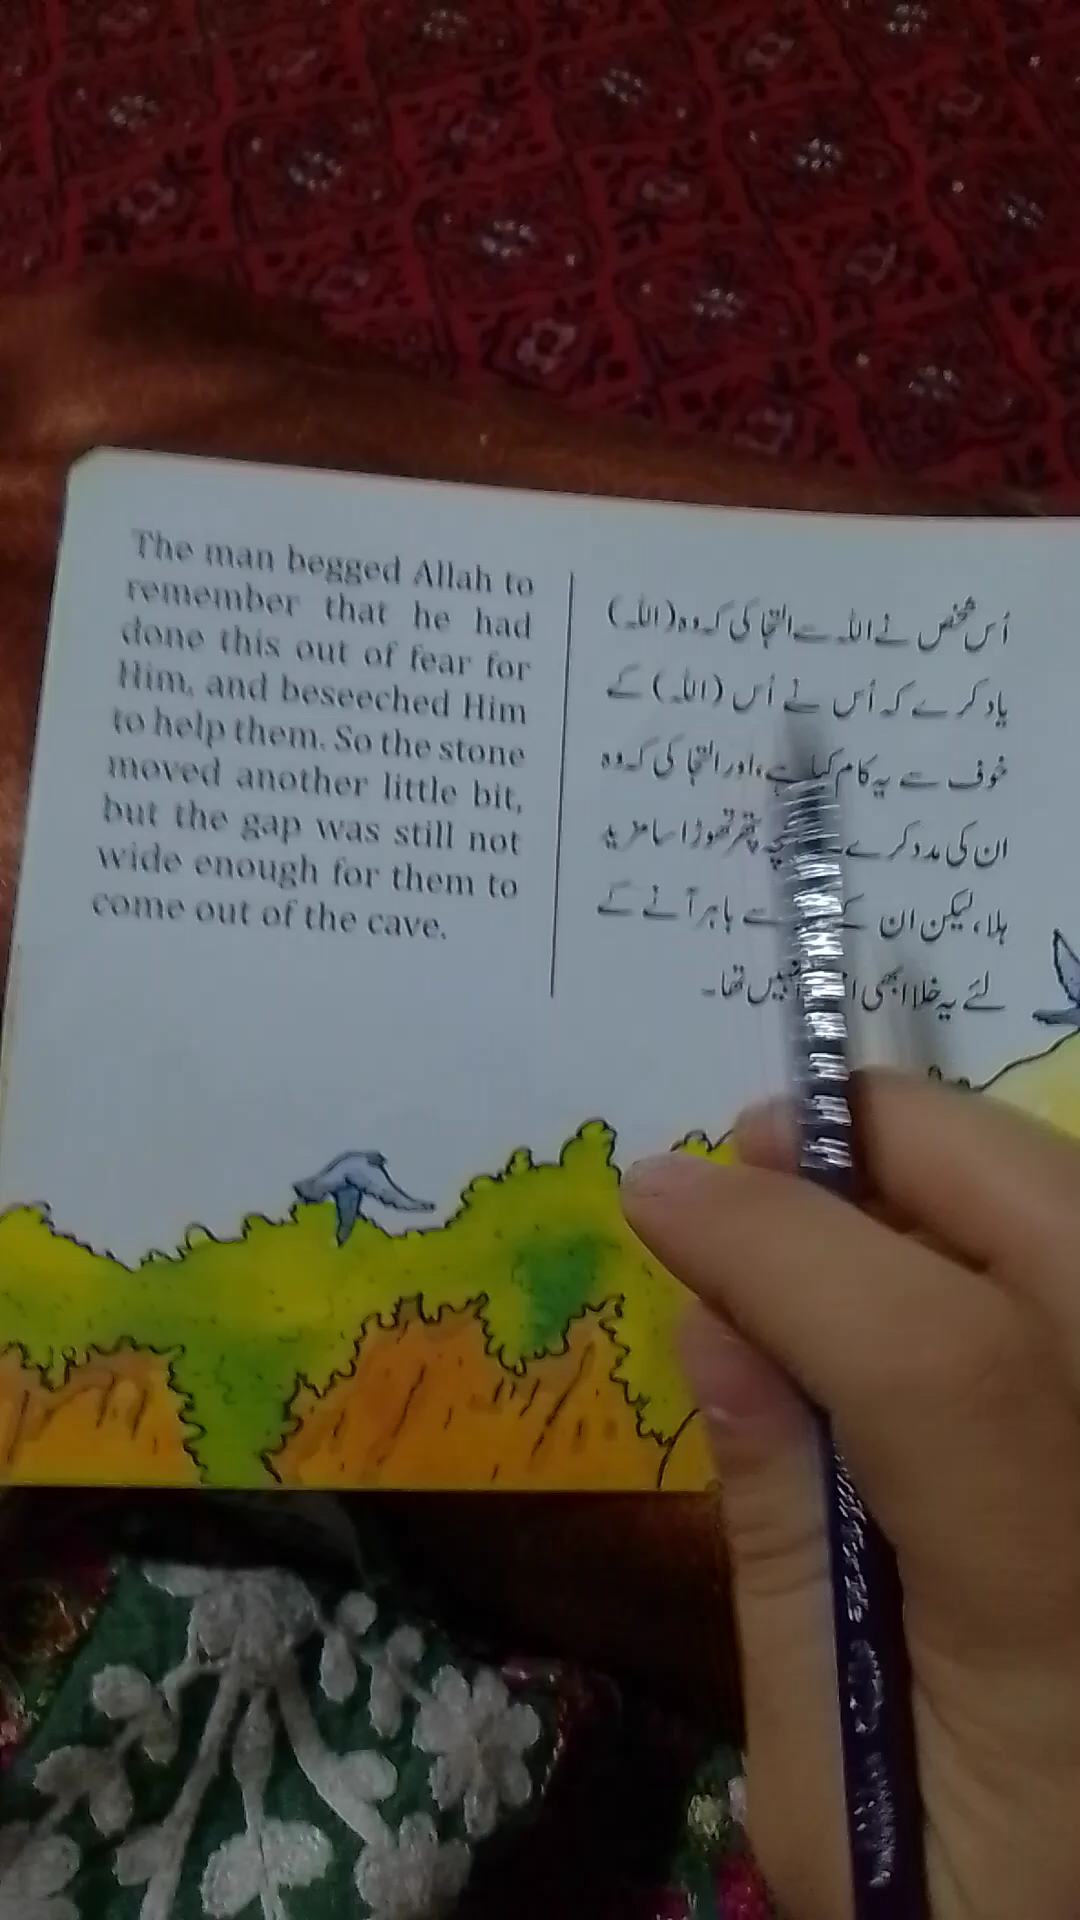 The man begged Allah to
remember that he had
done this out of fear for
Him, and beseeched Him
to help them. So the stone
moved another little bit,
but the gap was still not
wide enough for them to
come out of the cave.
اُس شخص نے اللہ سے التجا کی کہ وہ (اللہ)
یاد کرے کہ اُس نے اُس (اللہ) کے
خوف سے یہ کام کیا ہے، اور التجا کی کہ وہ
ان کی مدد کرے پتھر تھوڑا سا مزید
ہلا، لیکن ان کے سے باہر آنے کے
لئے یہ خلا ابھی نہیں تھا۔